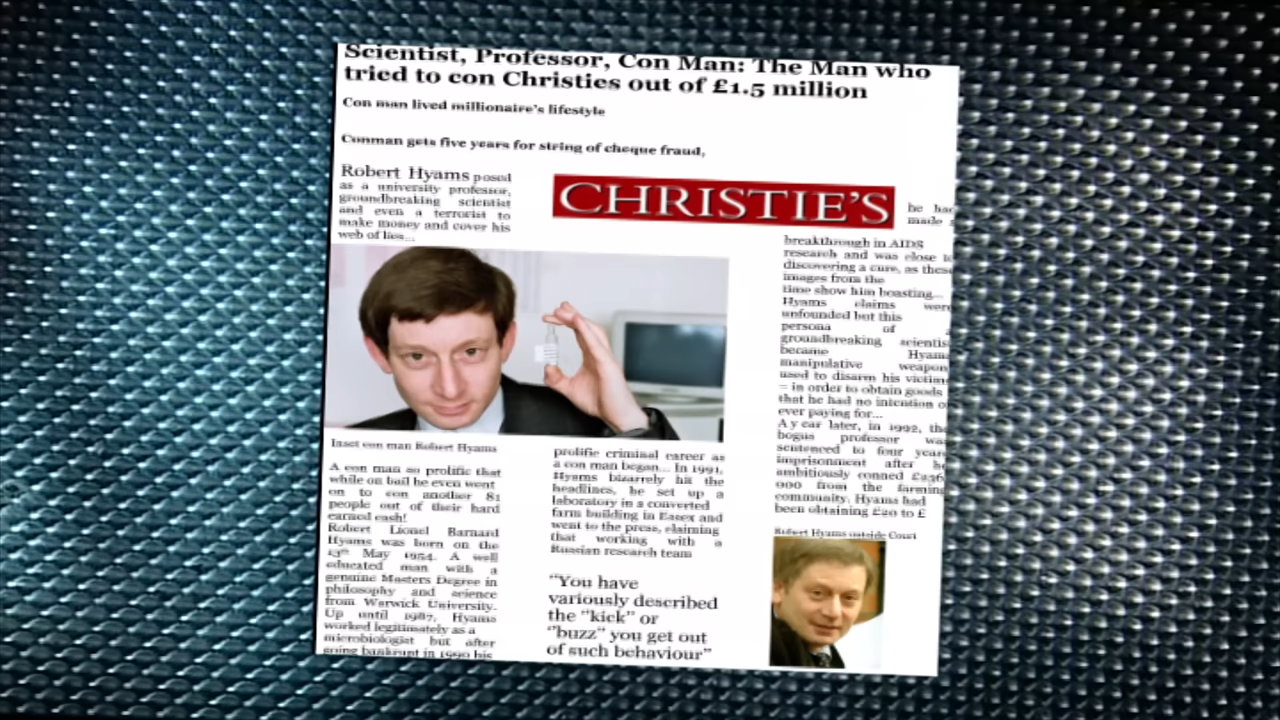 Scientist, Professor, Con Man: The Man who
tried to con Christies out of £1.5 million
Con man lived millionaire's lifestyle
Conman gets five years for string of cheque fraud,
Robert Hyams posed
as a university professor,
groundbreaking scientist
and even a terrorist to
make money and cover his
web of lies...
CHRISTIE'S
Inset con man Robert Hyams
A con man so prolific that
while on bail he even went
on to con another 81
people out of their hard
earned cash!
Robert Lionel Barnard
Hyams was born on the
13th May 1954. A well
educated man with a
genuine Masters Degree in
philosophy and science
from Warwick University.
Up until 1987, Hyams
worked legitimately as a
microbiologist but after
going bankrupt in 1990 his
prolific criminal career as
a con man began... In 1991,
Hyams bizarrely hit the
headlines, he set up a
laboratory in a converted
farm building in Essex and
went to the press, claiming
that working with a
Russian research team
"You have
variously described
the "kick" or
"buzz" you get out
of such behaviour"
he had
made
breakthrough in AIDS
research and was close to
discovering a cure, as these
images from the
time show him boasting...
Hyams claims were
unfounded but this
persona of
groundbreaking scientist
became Hyams
manipulative weapon
used to disarm his victims
= in order to obtain goods
that he had no intention o
ever paying for...
A y ear later, in 1992, the
bogus professor was
sentenced to four years
imprisonment after he
ambitiously conned £236
000 from the farming
community. Hyams had
been obtaining £20 to £
Robert Hyams outside Court